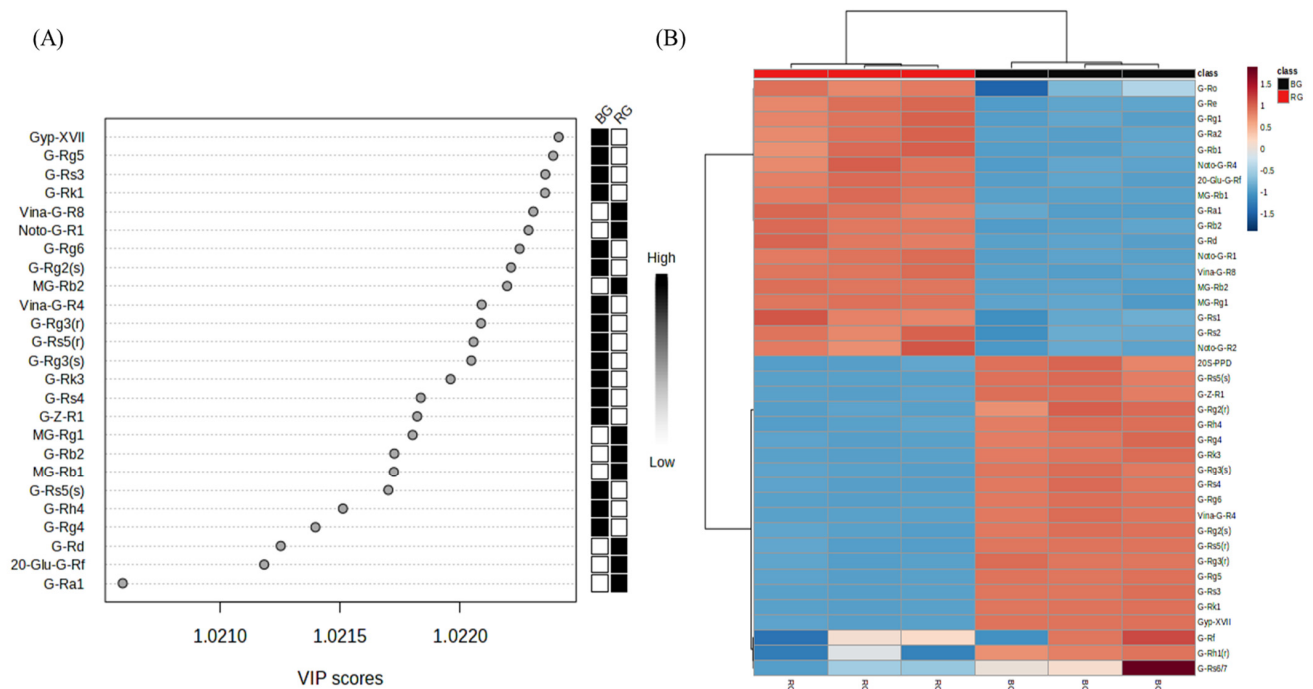 (A)
BG RG
Gyp-XVII
G-Rg5
G-Rs3
G-Rk1
Vina-G-R8
Noto-G-R1
G-Rg6
G-Rg2(s)
MG-Rb2
Vina-G-R4
G-Rg3(r)
G-Rs5(r)
G-Rg3(s)
G-Rk3
G-Rs4
G-Z-R1
MG-Rg1
G-Rb2
MG-Rb1
G-Rs5(s)
G-Rh4
G-Rg4
G-Rd
20-Glu-G-Rf
G-Ra1
High
Low
1.0210 1.0215 1.0220
VIP scores
(B)
class
G-Ro
G-Re
G-Rg1
G-Ra2
G-Rb1
Noto-G-R4
20-Glu-G-Rf
MG-Rb1
G-Ra1
G-Rb2
G-Rd
Noto-G-R1
Vina-G-R8
MG-Rb2
MG-Rg1
G-Rs1
G-Rs2
Noto-G-R2
20S-PPD
G-Rs5(s)
G-Z-R1
G-Rg2(r)
G-Rh4
G-Rg4
G-Rk3
G-Rg3(s)
G-Rs4
G-Rg6
Vina-G-R4
G-Rg2(s)
G-Rs5(r)
G-Rg3(r)
G-Rg5
G-Rs3
G-Rk1
Gyp-XVII
G-Rf
G-Rh1(r)
G-Rs6/7
1.5
1
0.5
0
-0.5
-1
-1.5
class
BG
RG